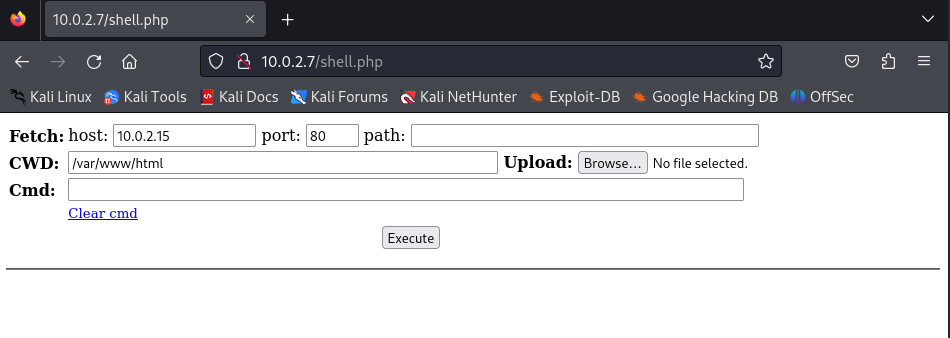 10.0.2.7/shell.php
10.0.2.7/shell.php
Kali Linux Kali Tools Kali Docs Kali Forums Kali NetHunter Exploit-DB Google Hacking DB OffSec
Fetch: host: 10.0.2.15 port: 80 path:
CWD: /var/www/html Upload: Browse... No file selected.
Cmd:
Clear cmd
Execute